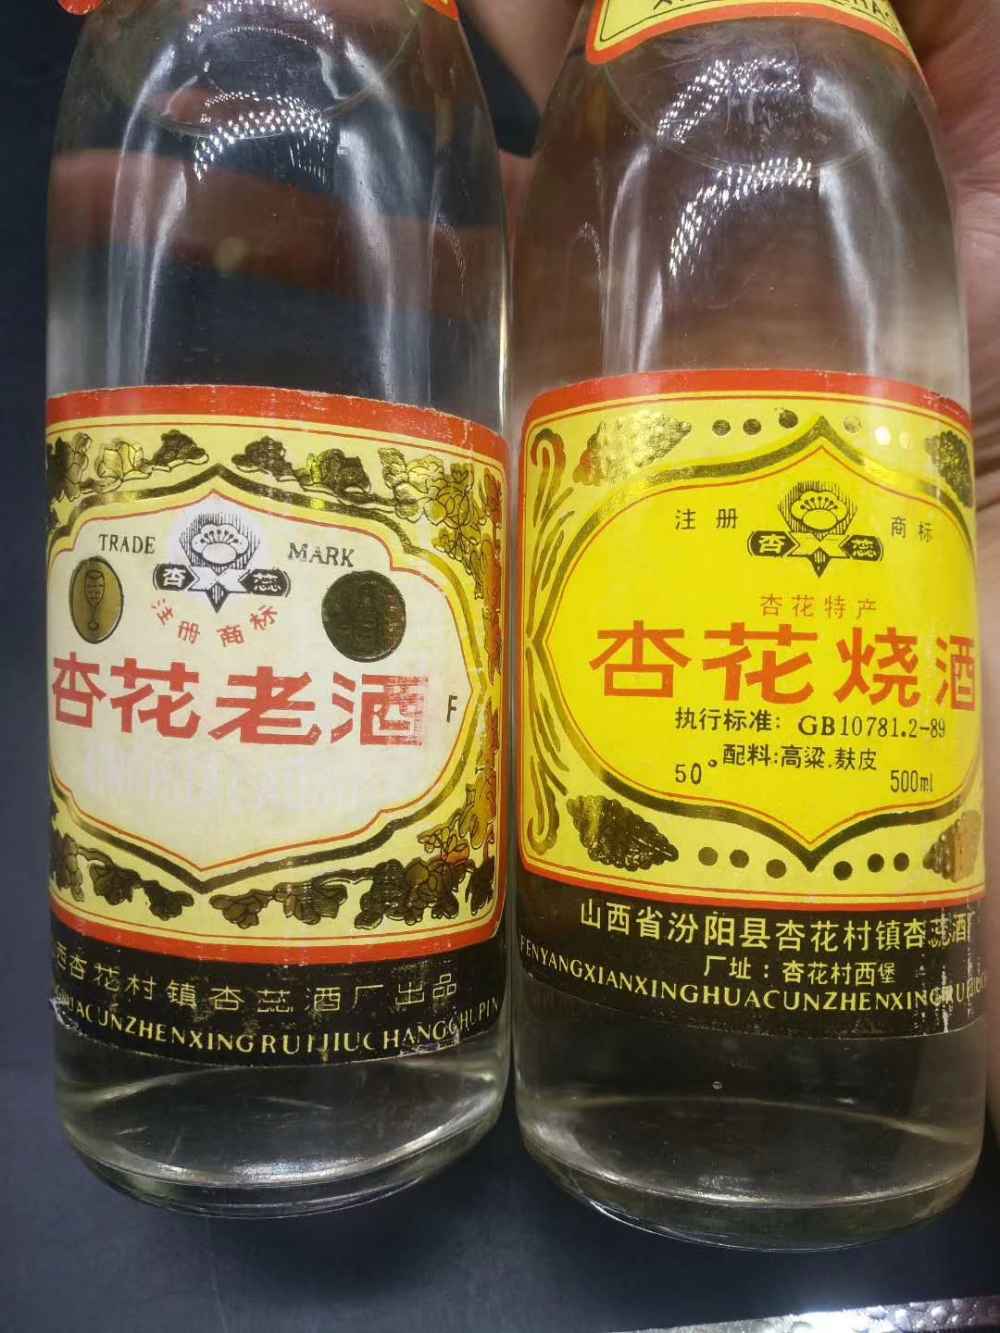 TRADE MARK
杏 蕊
注册商标
杏花老酒
F
西杏花村镇杏蕊酒厂出品
HUACUNZHENXINGRUIJIUCHANGCHUPIN
注册 商标
杏 蕊
杏花特产
杏花烧酒
执行标准：GB10781.2-89
配料:高粱.麸皮
50° 500ml
山西省汾阳县杏花村镇杏蕊酒厂
厂址：杏花村西堡
FENYANGXIANXINGHUACUNZHENXINGRUI